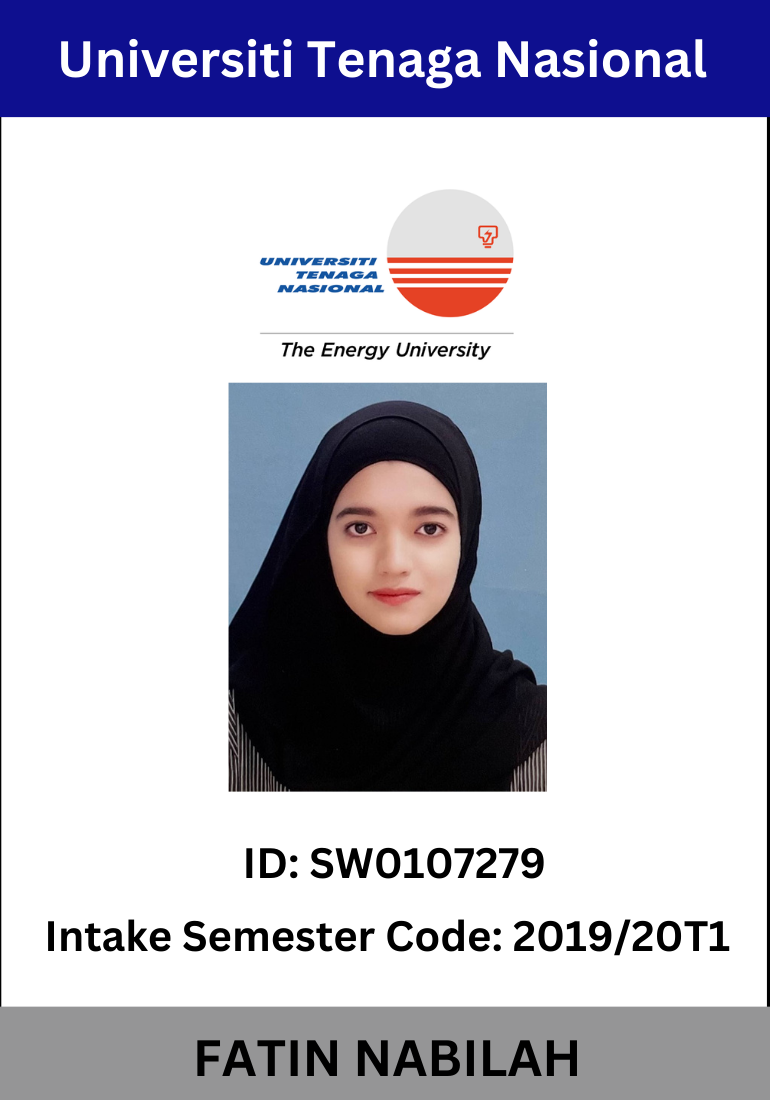 Universiti Tenaga Nasional
UNIVERSITI
TENAGA
NASIONAL
The Energy University
ID: SW0107279
Intake Semester Code: 2019/20T1
FATIN NABILAH